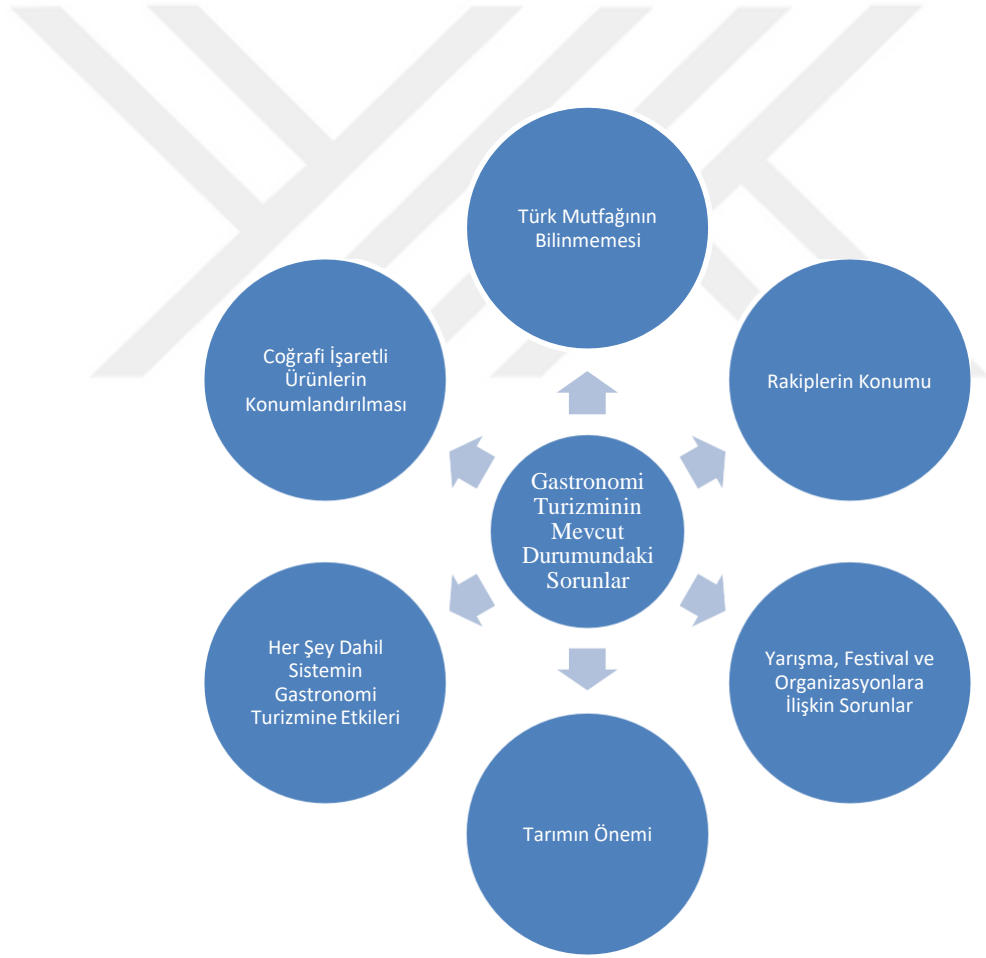 Türk Mutfağının
Bilinmemesi
Coğrafi İşaretli
Ürünlerin
Konumlandırılması
Rakiplerin Konumu
Gastronomi
Turizminin
Mevcut
Durumundaki
Sorunlar
Her Şey Dahil
Sistemin
Gastronomi
Turizmine Etkileri
Yarışma, Festival ve
Organizasyonlara
İlişkin Sorunlar
Tarımın Önemi